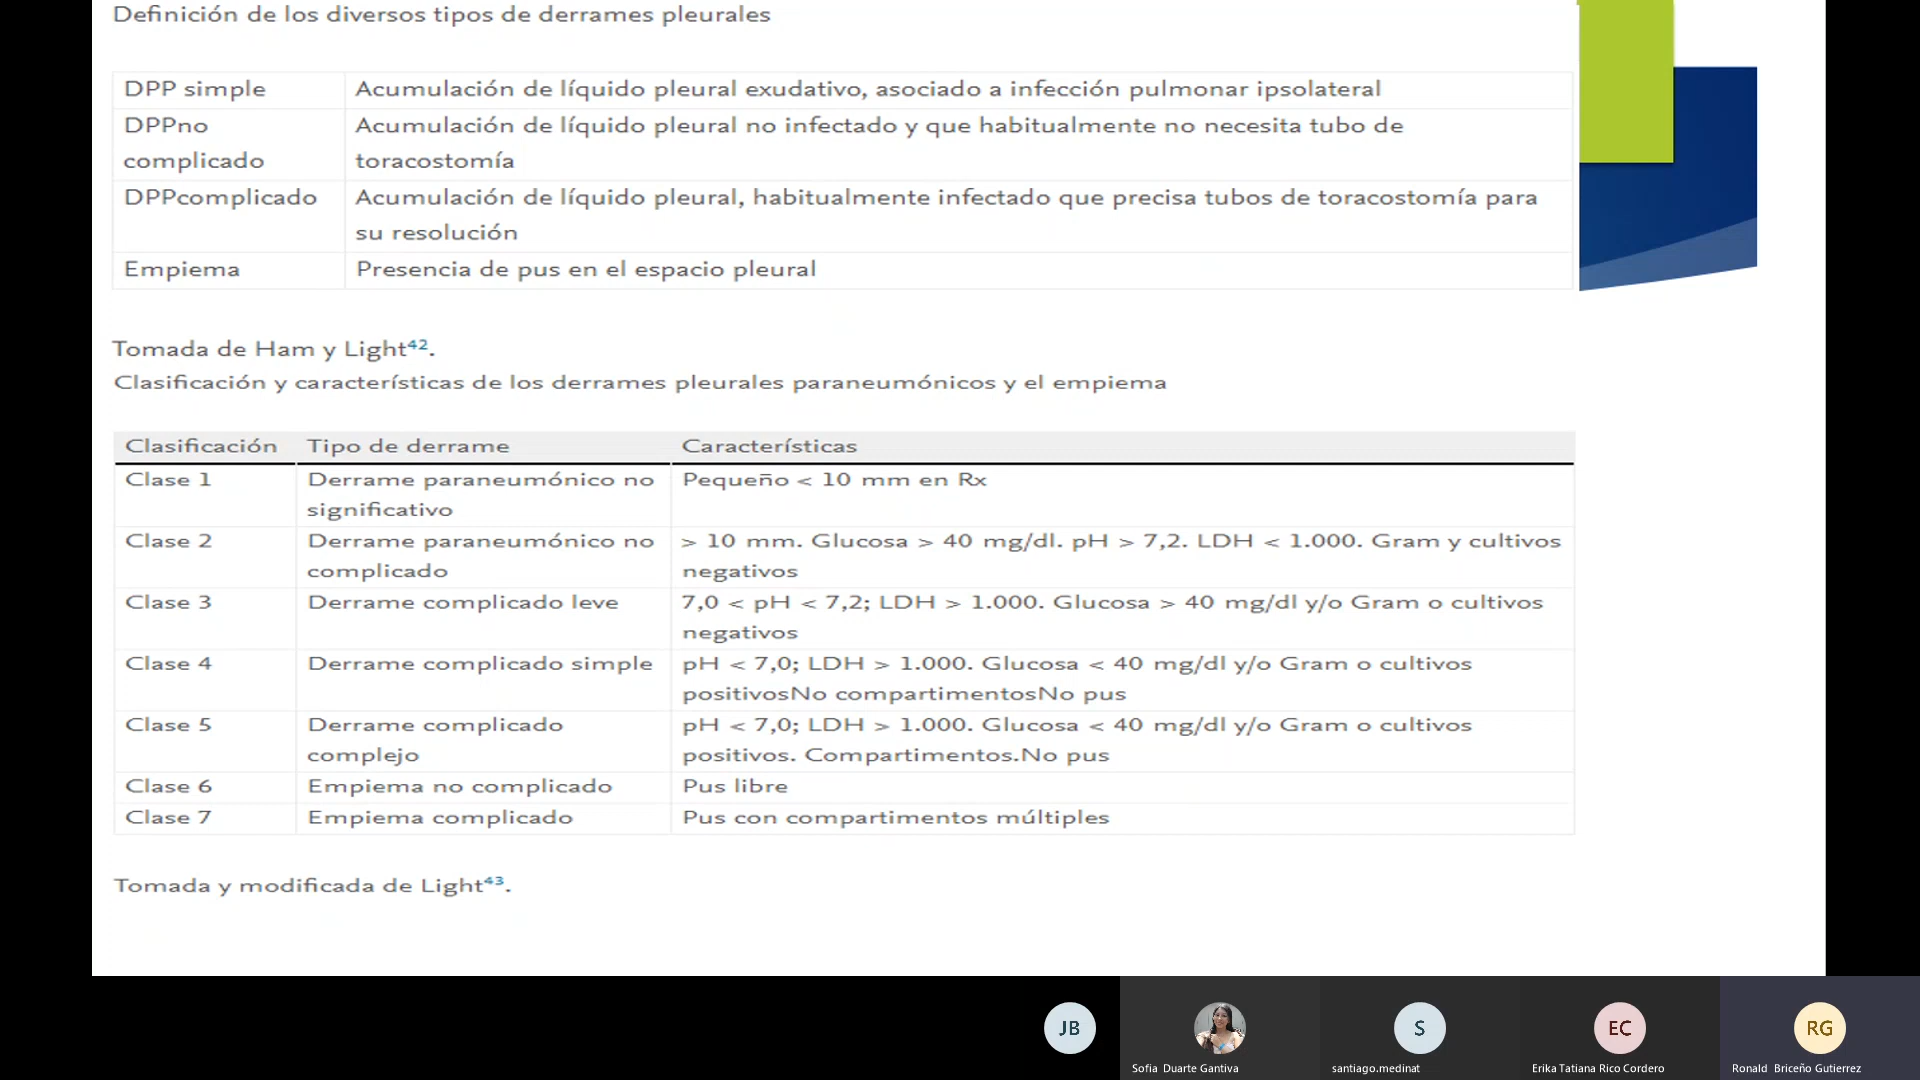 Definición de los diversos tipos de derrames pleurales
DPP simple Acumulación de líquido pleural exudativo, asociado a infección pulmonar ipsolateral
DPPno complicado Acumulación de líquido pleural no infectado y que habitualmente no necesita tubo de
toracostomía
DPPcomplicado Acumulación de líquido pleural, habitualmente infectado que precisa tubos de toracostomía para
su resolución
Empiema Presencia de pus en el espacio pleural
Tomada de Ham y Light42.
Clasificación y características de los derrames pleurales paraneumónicos y el empiema
Clasificación Tipo de derrame Características
Clase 1 Derrame paraneumónico no significativo Pequeño < 10 mm en Rx
Clase 2 Derrame paraneumónico no complicado > 10 mm. Glucosa > 40 mg/dl. pH > 7,2. LDH < 1.000. Gram y cultivos
negativos
Clase 3 Derrame complicado leve 7,0 < pH < 7,2; LDH > 1.000. Glucosa > 40 mg/dl y/o Gram o cultivos
negativos
Clase 4 Derrame complicado simple pH < 7,0; LDH > 1.000. Glucosa < 40 mg/dl y/o Gram o cultivos
positivosNo compartimentosNo pus
Clase 5 Derrame complicado complejo pH < 7,0; LDH > 1.000. Glucosa < 40 mg/dl y/o Gram o cultivos
positivos. Compartimentos.No pus
Clase 6 Empiema no complicado Pus libre
Clase 7 Empiema complicado Pus con compartimentos múltiples
Tomada y modificada de Light43.
JB
S
EC
RG
Sofia Duarte Gantiva
santiago.medinat
Erika Tatiana Rico Cordero
Ronald Briceño Gutierrez